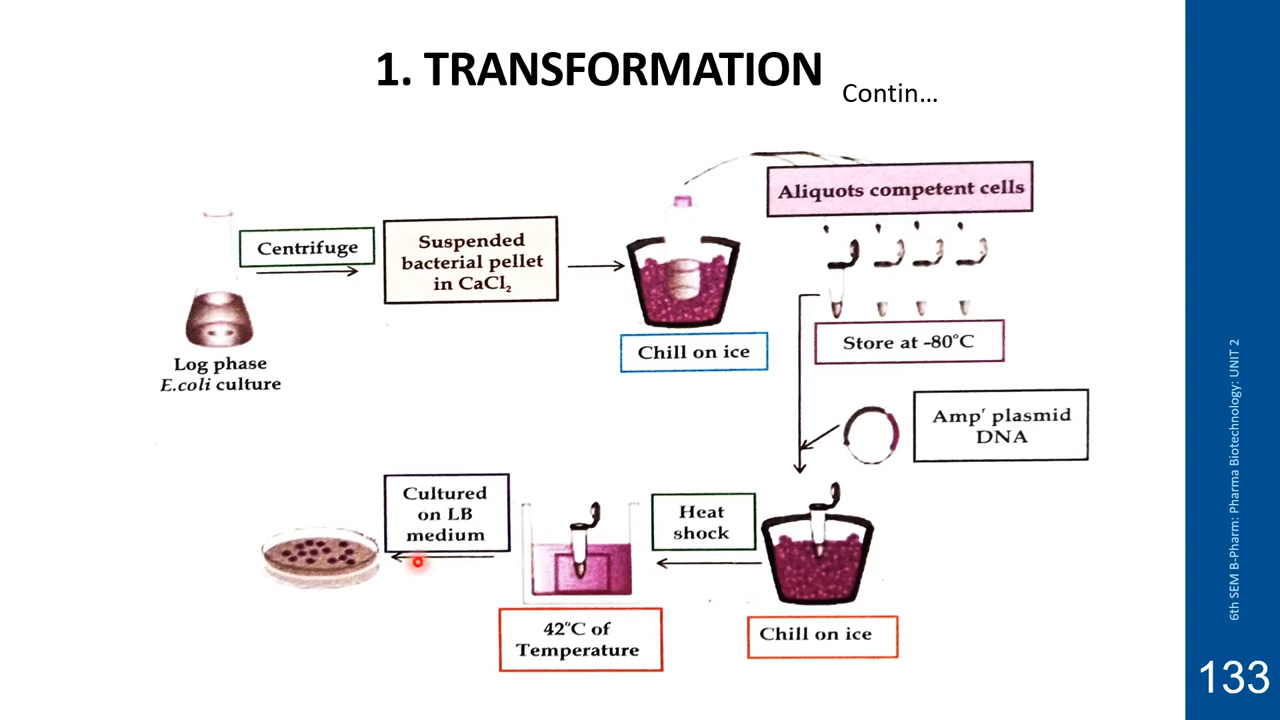 1. TRANSFORMATION
Contin...
Aliquots competent cells
Centrifuge
Suspended
bacterial pellet
in CaCl₂
Chill on ice
Store at -80°C
Log phase
E.coli culture
Ampʳ plasmid
DNA
Cultured
on LB
medium
Heat
shock
42°C of
Temperature
Chill on ice
6th SEM B-Pharm: Pharma Biotechnology: UNIT 2
133